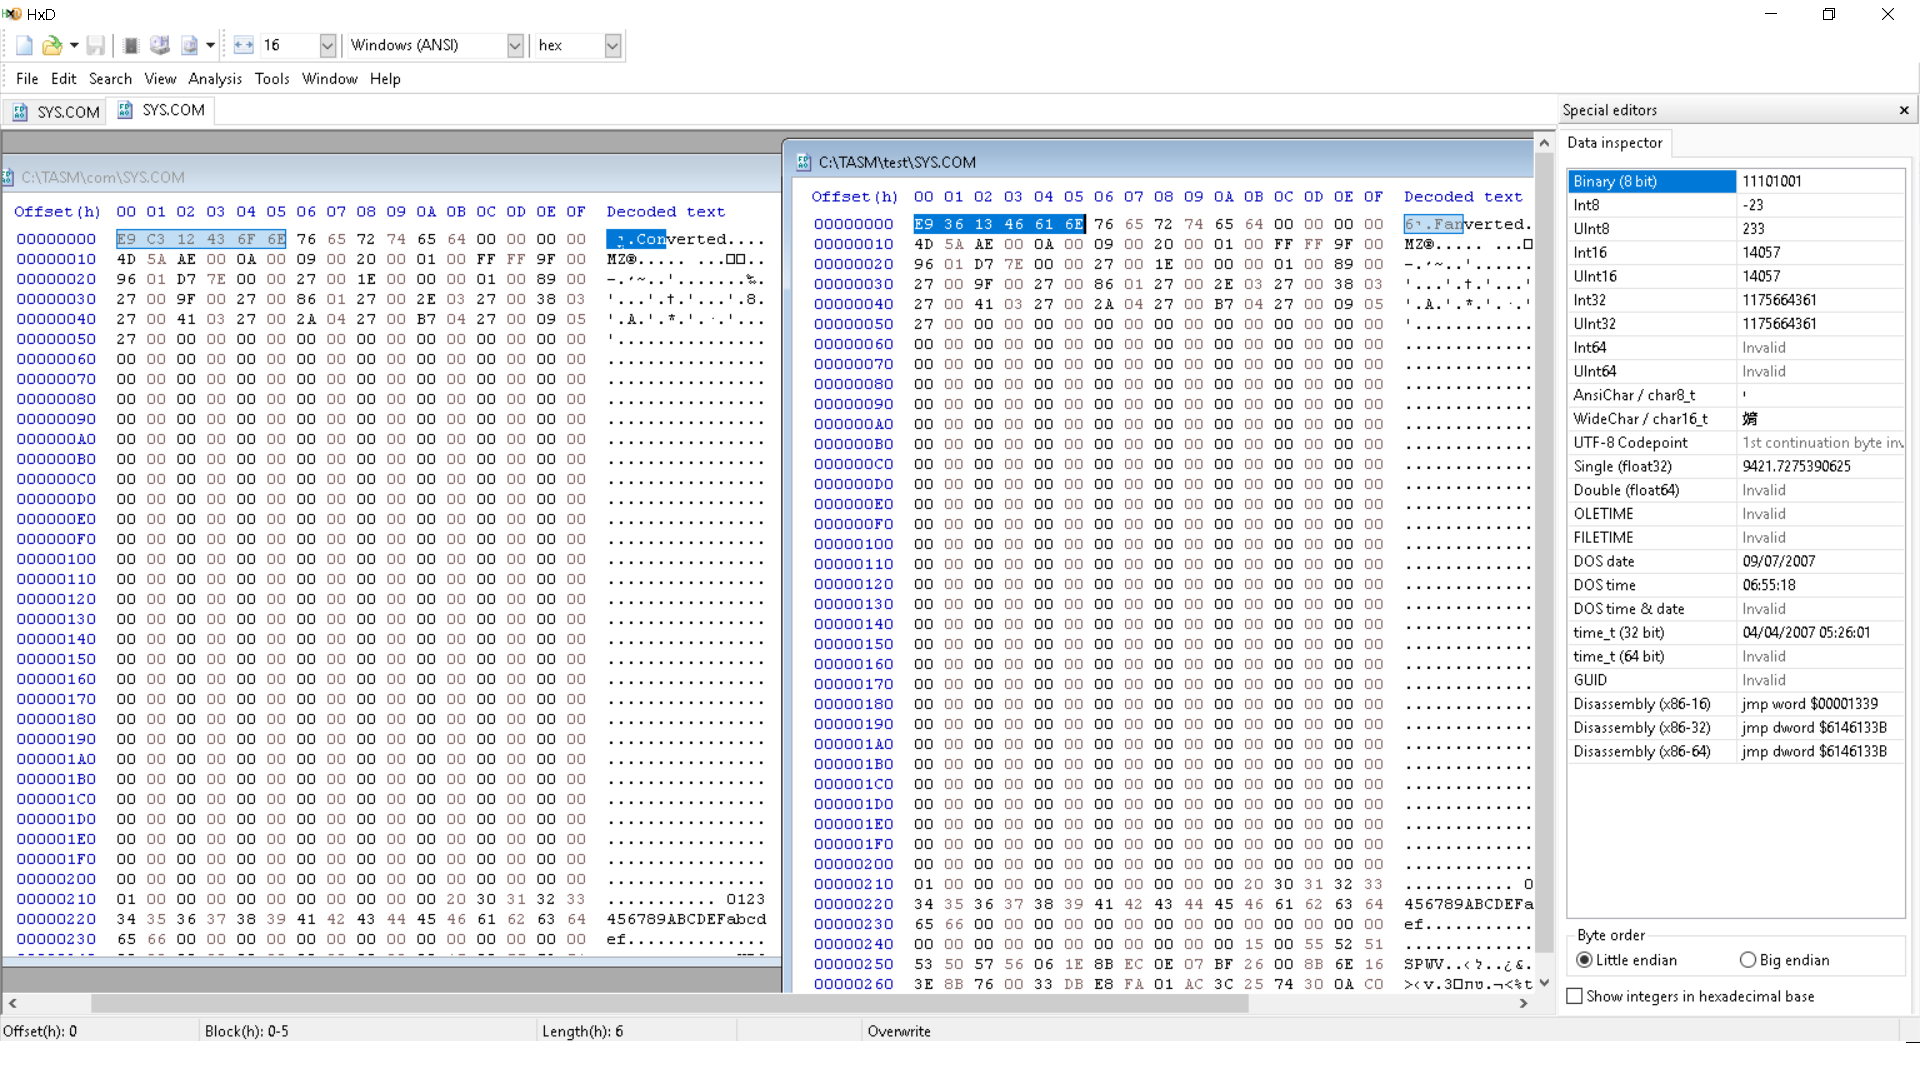 HxD
16
Windows (ANSI)
hex
File Edit Search View Analysis Tools Window Help
SYS.COM
SYS.COM
C:\TASM\com\SYS.COM
Offset(h) 00 01 02 03 04 05 06 07 08 09 0A 0B 0C 0D 0E 0F Decoded text
00000000 E9 C3 12 43 6F 6E 76 65 72 74 65 64 00 00 00 00 .Converted....
00000010 4D 5A AE 00 0A 00 09 00 20 00 01 00 FF FF 9F 00 MZ®..... ...□□..
00000020 96 01 D7 7E 00 00 27 00 1E 00 00 00 01 00 89 00
00000030 27 00 9F 00 27 00 86 01 27 00 2E 03 27 00 38 03 '...'.†.'...'.8.
00000040 27 00 41 03 27 00 2A 04 27 00 B7 04 27 00 09 05 '.A.'.*.'.·.'...
00000050 27 00 00 00 00 00 00 00 00 00 00 00 00 00 00 00 '...............
00000060 00 00 00 00 00 00 00 00 00 00 00 00 00 00 00 00 ................
00000070 00 00 00 00 00 00 00 00 00 00 00 00 00 00 00 00 ................
00000080 00 00 00 00 00 00 00 00 00 00 00 00 00 00 00 00 ................
00000090 00 00 00 00 00 00 00 00 00 00 00 00 00 00 00 00 ................
000000A0 00 00 00 00 00 00 00 00 00 00 00 00 00 00 00 00 ................
000000B0 00 00 00 00 00 00 00 00 00 00 00 00 00 00 00 00 ................
000000C0 00 00 00 00 00 00 00 00 00 00 00 00 00 00 00 00 ................
000000D0 00 00 00 00 00 00 00 00 00 00 00 00 00 00 00 00 ................
000000E0 00 00 00 00 00 00 00 00 00 00 00 00 00 00 00 00 ................
000000F0 00 00 00 00 00 00 00 00 00 00 00 00 00 00 00 00 ................
00000100 00 00 00 00 00 00 00 00 00 00 00 00 00 00 00 00 ................
00000110 00 00 00 00 00 00 00 00 00 00 00 00 00 00 00 00 ................
00000120 00 00 00 00 00 00 00 00 00 00 00 00 00 00 00 00 ................
00000130 00 00 00 00 00 00 00 00 00 00 00 00 00 00 00 00 ................
00000140 00 00 00 00 00 00 00 00 00 00 00 00 00 00 00 00 ................
00000150 00 00 00 00 00 00 00 00 00 00 00 00 00 00 00 00 ................
00000160 00 00 00 00 00 00 00 00 00 00 00 00 00 00 00 00 ................
00000170 00 00 00 00 00 00 00 00 00 00 00 00 00 00 00 00 ................
00000180 00 00 00 00 00 00 00 00 00 00 00 00 00 00 00 00 ................
00000190 00 00 00 00 00 00 00 00 00 00 00 00 00 00 00 00 ................
000001A0 00 00 00 00 00 00 00 00 00 00 00 00 00 00 00 00 ................
000001B0 00 00 00 00 00 00 00 00 00 00 00 00 00 00 00 00 ................
000001C0 00 00 00 00 00 00 00 00 00 00 00 00 00 00 00 00 ................
000001D0 00 00 00 00 00 00 00 00 00 00 00 00 00 00 00 00 ................
000001E0 00 00 00 00 00 00 00 00 00 00 00 00 00 00 00 00 ................
000001F0 00 00 00 00 00 00 00 00 00 00 00 00 00 00 00 00 ................
00000200 00 00 00 00 00 00 00 00 00 00 00 00 00 00 00 00 ................
00000210 01 00 00 00 00 00 00 00 00 00 00 20 30 31 32 33 ........... 0123
00000220 34 35 36 37 38 39 41 42 43 44 45 46 61 62 63 64 456789ABCDEFabcd
00000230 65 66 00 00 00 00 00 00 00 00 00 00 00 00 00 00 ef..............
C:\TASM\test\SYS.COM
Offset(h) 00 01 02 03 04 05 06 07 08 09 0A 0B 0C 0D 0E 0F Decoded text
00000000 E9 36 13 46 61 6E 76 65 72 74 65 64 00 00 00 00 .Fanverted.
00000010 4D 5A AE 00 0A 00 09 00 20 00 01 00 FF FF 9F 00 MZ®..... ...□
00000020 96 01 D7 7E 00 00 27 00 1E 00 00 00 01 00 89 00
00000030 27 00 9F 00 27 00 86 01 27 00 2E 03 27 00 38 03 '...'.†.'...'
00000040 27 00 41 03 27 00 2A 04 27 00 B7 04 27 00 09 05 '.A.'.*.'.·.'
00000050 27 00 00 00 00 00 00 00 00 00 00 00 00 00 00 00 '............
00000060 00 00 00 00 00 00 00 00 00 00 00 00 00 00 00 00 .............
00000070 00 00 00 00 00 00 00 00 00 00 00 00 00 00 00 00 .............
00000080 00 00 00 00 00 00 00 00 00 00 00 00 00 00 00 00 .............
00000090 00 00 00 00 00 00 00 00 00 00 00 00 00 00 00 00 .............
000000A0 00 00 00 00 00 00 00 00 00 00 00 00 00 00 00 00 .............
000000B0 00 00 00 00 00 00 00 00 00 00 00 00 00 00 00 00 .............
000000C0 00 00 00 00 00 00 00 00 00 00 00 00 00 00 00 00 .............
000000D0 00 00 00 00 00 00 00 00 00 00 00 00 00 00 00 00 .............
000000E0 00 00 00 00 00 00 00 00 00 00 00 00 00 00 00 00 .............
000000F0 00 00 00 00 00 00 00 00 00 00 00 00 00 00 00 00 .............
00000100 00 00 00 00 00 00 00 00 00 00 00 00 00 00 00 00 .............
00000110 00 00 00 00 00 00 00 00 00 00 00 00 00 00 00 00 .............
00000120 00 00 00 00 00 00 00 00 00 00 00 00 00 00 00 00 .............
00000130 00 00 00 00 00 00 00 00 00 00 00 00 00 00 00 00 .............
00000140 00 00 00 00 00 00 00 00 00 00 00 00 00 00 00 00 .............
00000150 00 00 00 00 00 00 00 00 00 00 00 00 00 00 00 00 .............
00000160 00 00 00 00 00 00 00 00 00 00 00 00 00 00 00 00 .............
00000170 00 00 00 00 00 00 00 00 00 00 00 00 00 00 00 00 .............
00000180 00 00 00 00 00 00 00 00 00 00 00 00 00 00 00 00 .............
00000190 00 00 00 00 00 00 00 00 00 00 00 00 00 00 00 00 .............
000001A0 00 00 00 00 00 00 00 00 00 00 00 00 00 00 00 00 .............
000001B0 00 00 00 00 00 00 00 00 00 00 00 00 00 00 00 00 .............
000001C0 00 00 00 00 00 00 00 00 00 00 00 00 00 00 00 00 .............
000001D0 00 00 00 00 00 00 00 00 00 00 00 00 00 00 00 00 .............
000001E0 00 00 00 00 00 00 00 00 00 00 00 00 00 00 00 00 .............
000001F0 00 00 00 00 00 00 00 00 00 00 00 00 00 00 00 00 .............
00000200 00 00 00 00 00 00 00 00 00 00 00 00 00 00 00 00 .............
00000210 01 00 00 00 00 00 00 00 00 00 00 20 30 31 32 33 ........... 0
00000220 34 35 36 37 38 39 41 42 43 44 45 46 61 62 63 64 456789ABCDEFa
00000230 65 66 00 00 00 00 00 00 00 00 00 00 00 00 00 00 ef...........
00000240 00 00 00 00 00 00 00 00 00 00 00 15 00 55 52 51 .............
00000250 53 50 57 56 06 1E 8B EC 0E 07 BF 26 00 8B 6E 16
00000260 3E 8B 76 00 33 DB E8 FA 01 AC 3C 25 74 30 0A C0
Special editors
Data inspector
Binary (8 bit) 11101001
Int8 -23
UInt8 233
Int16 14057
UInt16 14057
Int32 1175664361
UInt32 1175664361
Int64 Invalid
UInt64 Invalid
AnsiChar / char8_t
WideChar / char16_t
UTF-8 Codepoint 1st continuation byte inv
Single (float32) 9421.7275390625
Double (float64) Invalid
OLETIME Invalid
FILETIME Invalid
DOS date 09/07/2007
DOS time 06:55:18
DOS time & date Invalid
time_t (32 bit) 04/04/2007 05:26:01
time_t (64 bit) Invalid
GUID Invalid
Disassembly (x86-16) jmp word $00001339
Disassembly (x86-32) jmp dword $6146133B
Disassembly (x86-64) jmp dword $6146133B
Byte order
Little endian Big endian
Show integers in hexadecimal base
Offset(h): 0 Block(h): 0-5 Length(h): 6 Overwrite